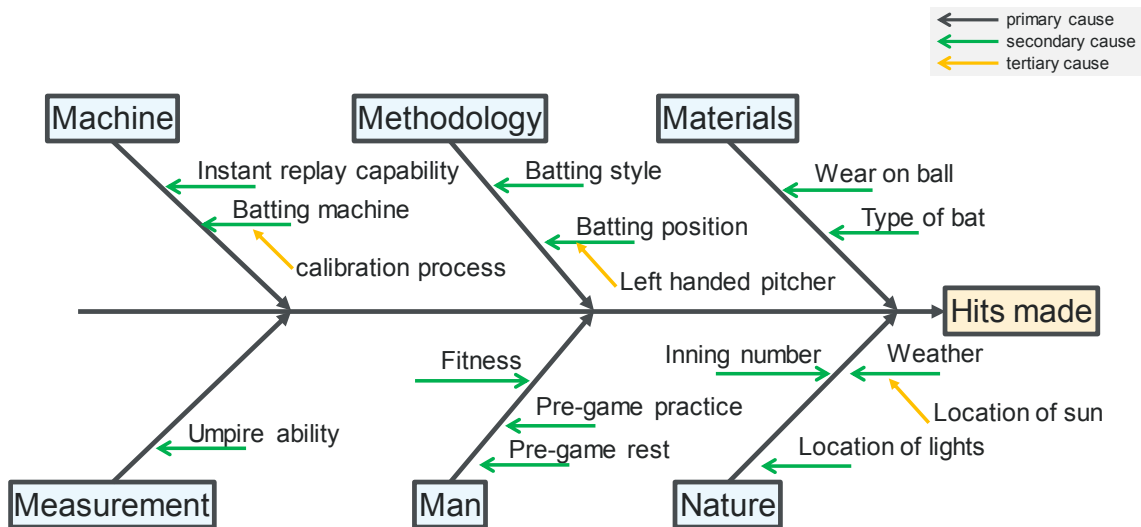 primary cause
secondary cause
tertiary cause
Machine
Methodology
Materials
Instant replay capability
Batting style
Wear on ball
Batting machine
Batting position
Type of bat
calibration process
Left handed pitcher
Hits made
Fitness
Inning number
Weather
Pre-game practice
Location of sun
Umpire ability
Pre-game rest
Location of lights
Measurement
Man
Nature